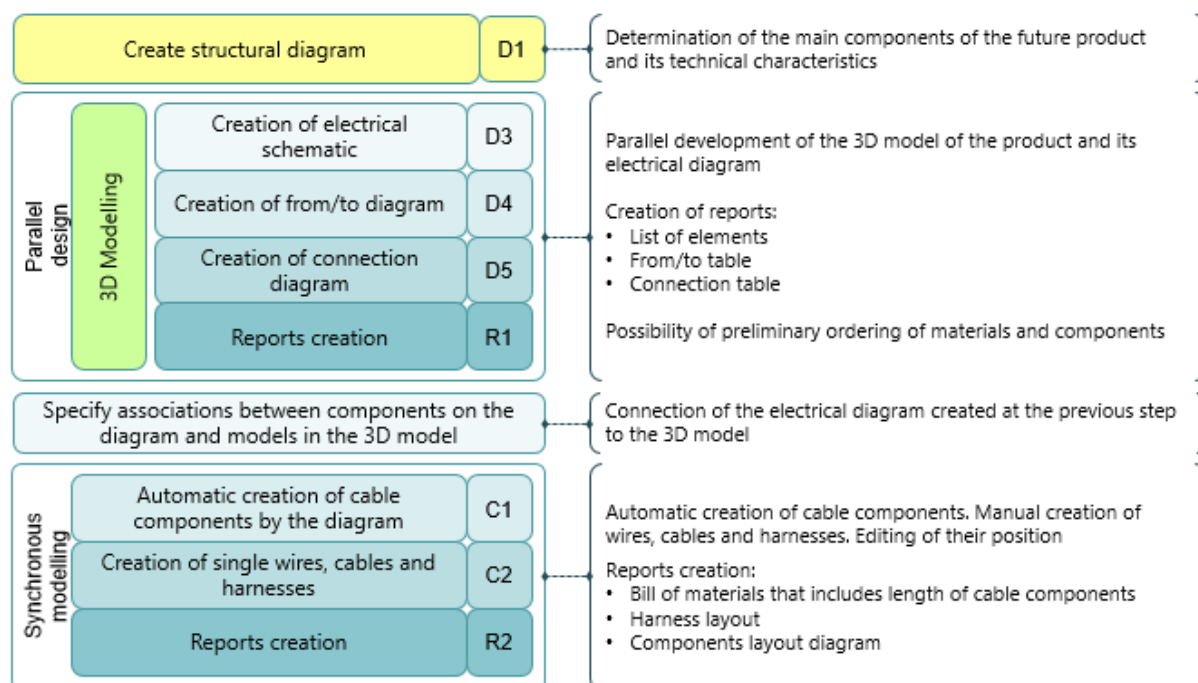 Create structural diagram
D1
Determination of the main components of the future product
and its technical characteristics
Parallel
design
3D Modelling
Creation of electrical
schematic
D3
Creation of from/to diagram
D4
Creation of connection
diagram
D5
Reports creation
R1
Parallel development of the 3D model of the product and its
electrical diagram
Creation of reports:
• List of elements
• From/to table
• Connection table
Possibility of preliminary ordering of materials and components
Specify associations between components on the
diagram and models in the 3D model
Connection of the electrical diagram created at the previous step
to the 3D model
Synchronous
modelling
Automatic creation of cable
components by the diagram
C1
Creation of single wires, cables and
harnesses
C2
Reports creation
R2
Automatic creation of cable components. Manual creation of
wires, cables and harnesses. Editing of their position
Reports creation:
• Bill of materials that includes length of cable components
• Harness layout
• Components layout diagram